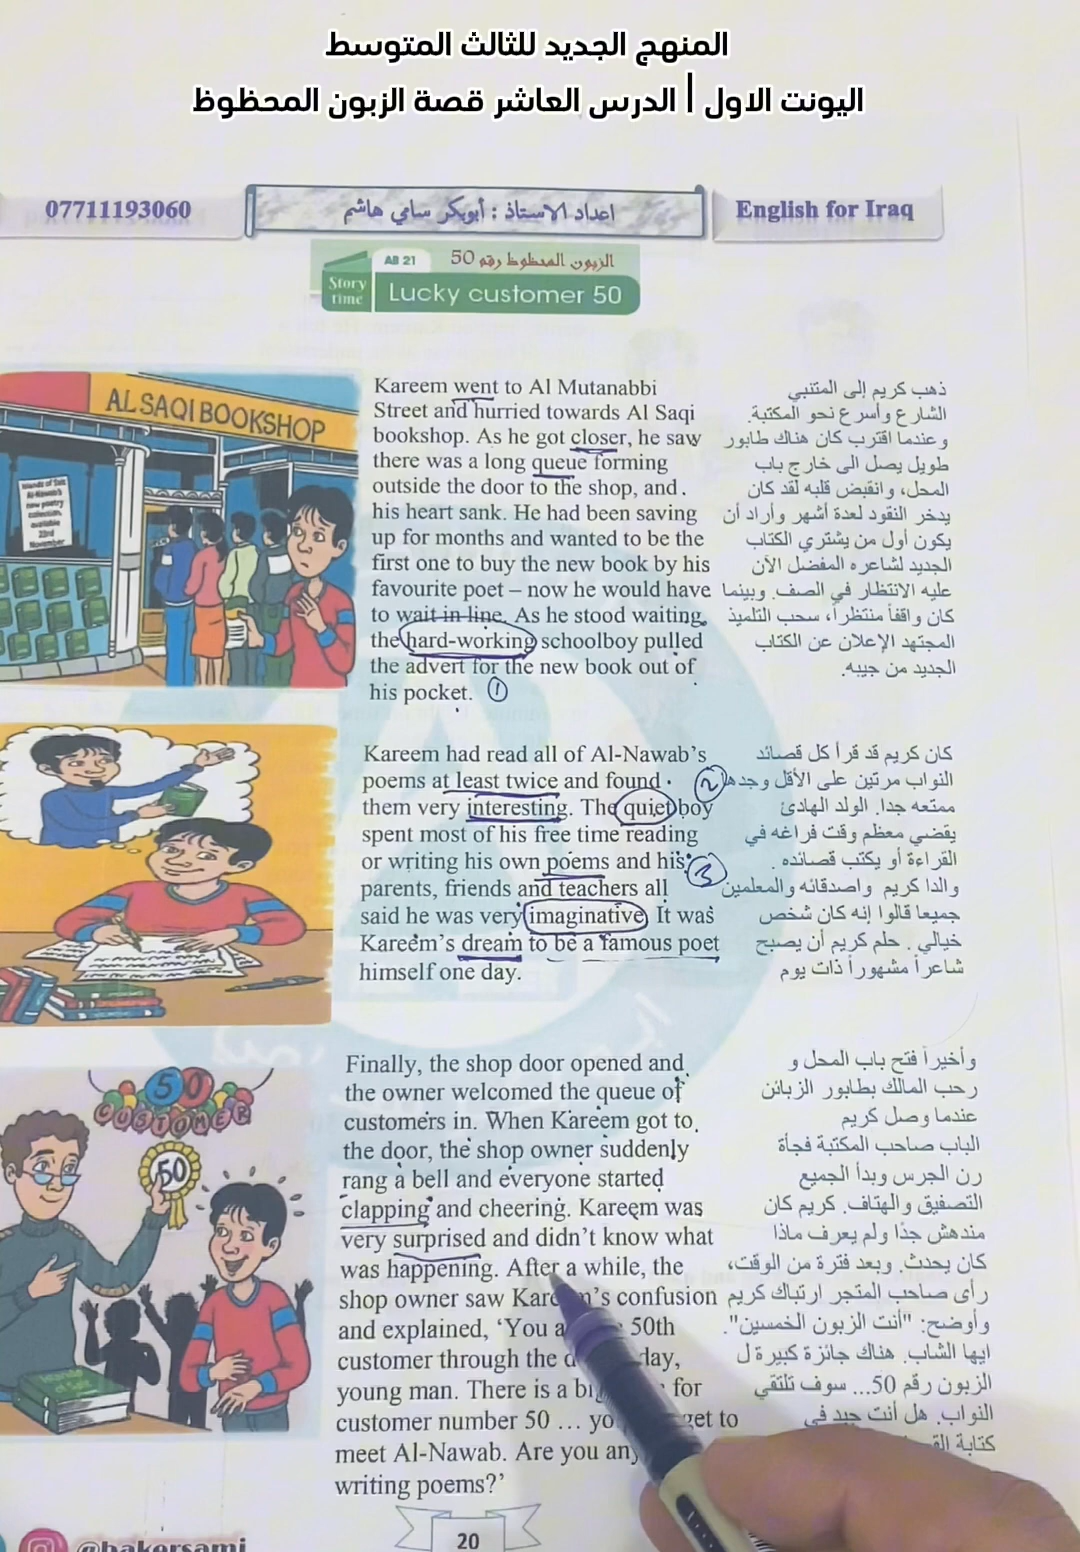 المنهج الجديد للثالث المتوسط
اليونت الاول | الدرس العاشر قصة الزبون المحظوظ
07711193060
اعداد الاستاذ : أبوبكر سامي هاشم
English for Iraq
AB 21
الزبون المحظوظ رقم 50
Story time
Lucky customer 50
AL SAQI BOOKSHOP
Kareem went to Al Mutanabbi
Street and hurried towards Al Saqi
bookshop. As he got closer, he saw
there was a long queue forming
outside the door to the shop, and
his heart sank. He had been saving
up for months and wanted to be the
first one to buy the new book by his
favourite poet – now he would have
to wait in line. As he stood waiting,
the hard-working schoolboy pulled
the advert for the new book out of
his pocket. 1
ذهب كريم إلى المتنبي
الشارع وأسرع نحو المكتبة.
وعندما اقترب كان هناك طابور
طويل يصل الى خارج باب
المحل، وانقبض قلبه لقد كان
يدخر النقود لعدة أشهر وأراد أن
يكون أول من يشتري الكتاب
الجديد لشاعره المفضل الآن
عليه الانتظار في الصف. وبينما
كان واقفاً منتظراً، سحب التلميذ
المجتهد الإعلان عن الكتاب
الجديد من جيبه.
Kareem had read all of Al-Nawab's
poems at least twice and found
them very interesting. The quiet boy
spent most of his free time reading
or writing his own poems and his
parents, friends and teachers all
said he was very imaginative. It was
Kareem's dream to be a famous poet
himself one day.
2
3
كان كريم قد قرأ كل قصائد
النواب مرتين على الأقل وجدها
ممتعه جدا. الولد الهادئ
يقضي معظم وقت فراغه في
القراءة أو يكتب قصائده.
والدا كريم واصدقائه والمعلمين
جميعا قالوا إنه كان شخص
خيالي. حلم كريم أن يصبح
شاعراً مشهوراً ذات يوم
50
CUSTOMER
50
Finally, the shop door opened and
the owner welcomed the queue of
customers in. When Kareem got to
the door, the shop owner suddenly
rang a bell and everyone started
clapping and cheering. Kareem was
very surprised and didn't know what
was happening. After a while, the
shop owner saw Kareem's confusion
and explained, 'You a 50th
customer through the d day,
young man. There is a bi for
customer number 50 … yo get to
meet Al-Nawab. Are you any
writing poems?'
وأخيراً فتح باب المحل و
رحب المالك بطابور الزبائن
عندما وصل كريم
الباب صاحب المكتبة فجأة
رن الجرس وبدأ الجميع
التصفيق والهتاف. كريم كان
مندهش جدًا ولم يعرف ماذا
كان يحدث. وبعد فترة من الوقت،
رأى صاحب المتجر ارتباك كريم
وأوضح: "أنت الزبون الخمسين".
ايها الشاب. هناك جائزة كبيرة ل
الزبون رقم 50... سوف تلتقي
النواب. هل أنت جيد في
كتابة
20
@bakersami